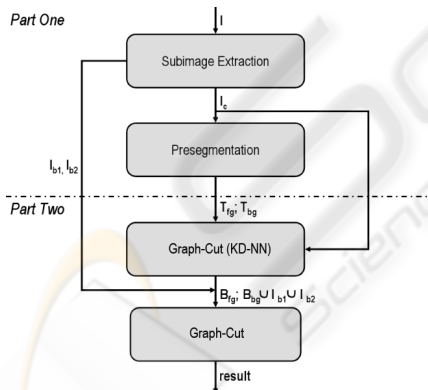 Part One
I
Subimage Extraction
I_c
Presegmentation
I_b1, I_b2
Part Two
T_fg; T_bg
Graph-Cut (KD-NN)
B_fg; B_bg ∪ I_b1 ∪ I_b2
Graph-Cut
result
science